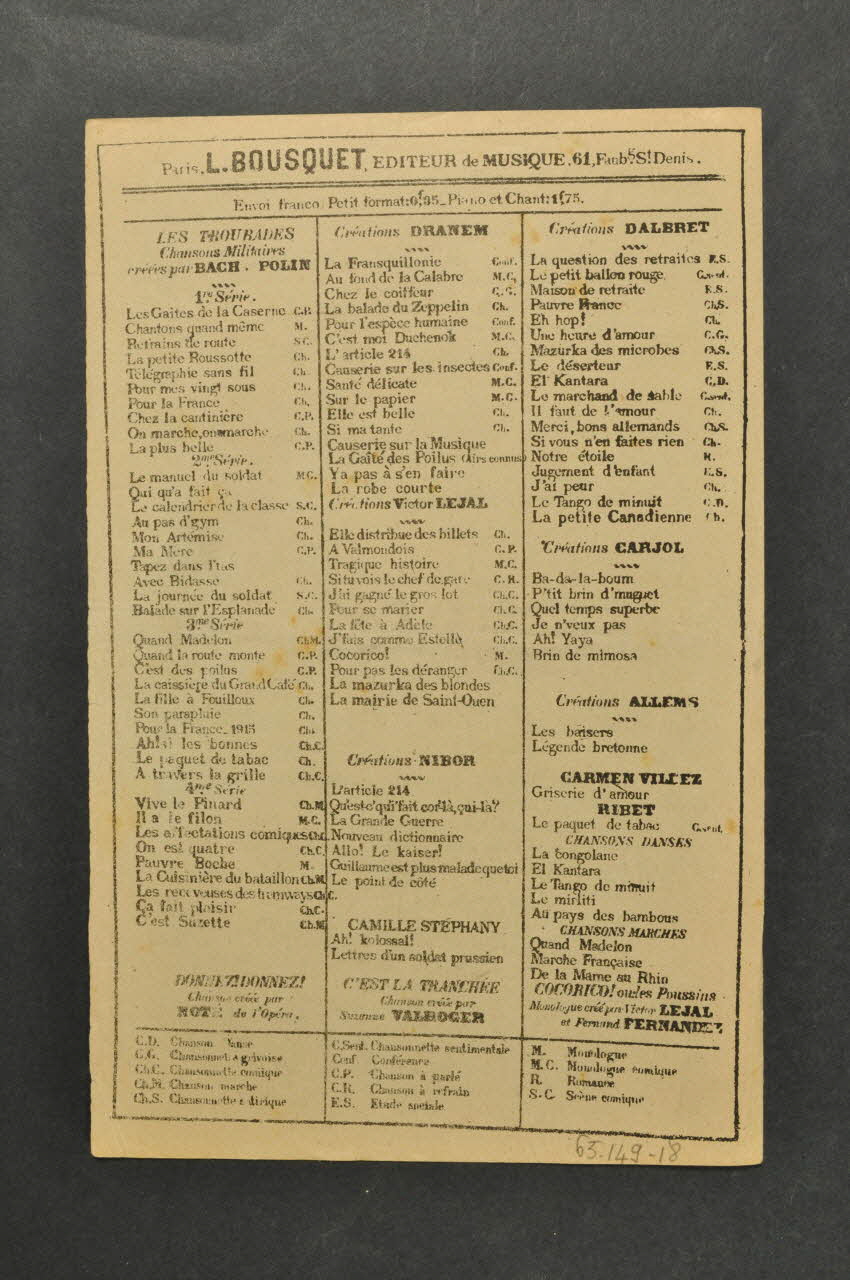 Paris. L. BOUSQUET, EDITEUR de MUSIQUE. 61, Faubg St Denis.
Envoi franco Petit format: 0f35_ Piano et Chant: 1f75.
LES TROUBADES
Chansons Militaires
créées par BACH. POLIN
1re Série.
Les Gaîtes de la Caserne C.P.
Chantons quand même M.
Refrains de route S.C.
La petite Roussotte Ch.
Télégraphie sans fil Ch.
Pour mes vingt sous Ch.
Pour la France Ch.
Chez la cantinière C.P.
On marche, on marche Ch.
La plus belle C.P.
2me Série.
Le manuel du soldat M.C.
Qui qu'a fait ça
Le calendrier de la classe S.C.
Au pas d'gym Ch.
Mon Artémise Ch.
Ma Mère C.P.
Tapez dans l'tas
Avec Bidasse Ch.
La journée du soldat S.C.
Balade sur l'Esplanade Ch.
3me Série
Quand Madelon Ch.M.
Quand la route monte C.P.
C'est des poilus C.P.
La caissière du Grand Café Ch.
La fille à Fouilloux Ch.
Son parapluie Ch.
Pour la France_1915 Ch.
Ah! les bonnes Ch.C.
Le paquet de tabac Ch.
A travers la grille Ch.C.
4me Série
Vive le Pinard Ch.M
Il a le filon M.C.
Les affectations comiques Ch.C.
On est quatre Ch.C.
Pauvre Boche M.
La Cuisinière du bataillon Ch.M.
Les receveuses des tramways Ch.C.
Ça fait plaisir Ch.C.
C'est Suzette Ch.M
DONNEZ! DONNEZ!
Chanson créée par
NOTÉ de l'Opéra.
Créations DRANEM
La Fransquillonie Conf.
Au fond de la Calabre M.C.
Chez le coiffeur C.G.
La balade du Zeppelin Ch.
Pour l'espèce humaine Conf.
C'est moi Duchenok M.C.
L'article 214 Ch.
Causerie sur les insectes Conf.
Santé délicate M.C.
Sur le papier M.C.
Elle est belle Ch.
Si ma tante Ch.
Causerie sur la Musique
La Gaîté des Poilus (Airs connus)
Y a pas à s'en faire
La robe courte
Créations Victor LEJAL
Elle distribue des billets Ch.
A Valmondois C.P.
Tragique histoire M.C.
Si tu vois le chef de gare C.R.
J'ai gagné le gros lot Ch.C.
Pour se marier Ch.C.
La fête à Adèle Ch.C.
J'fais comme Estelle Ch.C.
Cocorico! M.
Pour pas les déranger Ch.C.
La mazurka des blondes
La mairie de Saint-Ouen
Créations NIBOR
L'article 214
Qu'est-c'qu'i fait çui-là, çui-là?
La Grande Guerre
Nouveau dictionnaire
Allo! Le kaiser!
Guillaume est plus malade que toi
Le point de côté
CAMILLE STÉPHANY
Ah! kolossal!
Lettres d'un soldat prussien
C'EST LA TRANCHÉE
Chanson créée par
Suzanne VALROGER
Créations DALBRET
La question des retraites E.S.
Le petit ballon rouge C.sent.
Maison de retraite E.S.
Pauvre France Ch.S.
Eh hop! Ch.
Une heure d'amour C.G.
Mazurka des microbes Ch.S.
Le déserteur E.S.
El Kantara C.D.
Le marchand de sable C.sent.
Il faut de l'amour Ch.
Merci, bons allemands Ch.S.
Si vous n'en faites rien Ch.
Notre étoile R.
Jugement d'enfant E.S.
J'ai peur Ch.
Le Tango de minuit C.D.
La petite Canadienne Ch.
Créations CARJOL
Ba-da-la-boum
P'tit brin d'muguet
Quel temps superbe
Je n'veux pas
Ah! Yaya
Brin de mimosa
Créations ALLEMS
Les baisers
Légende bretonne
CARMEN VILLEZ
Griserie d'amour
RIBET
Le paquet de tabac C.sent.
CHANSONS DANSES
La Congolane
El Kantara
Le Tango de minuit
Le mirliti
Au pays des bambous
CHANSONS MARCHES
Quand Madelon
Marche Française
De la Marne au Rhin
COCORICO! ou les Poussins
Monologue créé par Victor LEJAL
et Fernand FERNANDEZ
C.D. Chanson Danse
C.G. Chansonnette grivoise
Ch.C. Chansonnette comique
Ch.M. Chanson marche
Ch.S. Chansonnette satirique
C.Sent. Chansonnette sentimentale
Conf. Conférence
C.P. Chanson à parlé
C.R. Chanson à refrain
E.S. Etude sociale
M. Monologue
M.C. Monologue comique
R. Romance
S.C. Scène comique
63.149-18